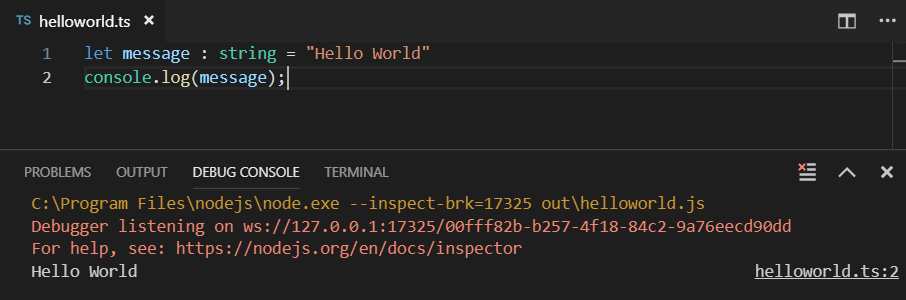 TS helloworld.ts ×
1 let message : string = "Hello World"
2 console.log(message);
PROBLEMS OUTPUT DEBUG CONSOLE TERMINAL
C:\Program Files\nodejs\node.exe --inspect-brk=17325 out\helloworld.js
Debugger listening on ws://127.0.0.1:17325/00fff82b-b257-4f18-84c2-9a76eecd90dd
For help, see: https://nodejs.org/en/docs/inspector
Hello World helloworld.ts:2